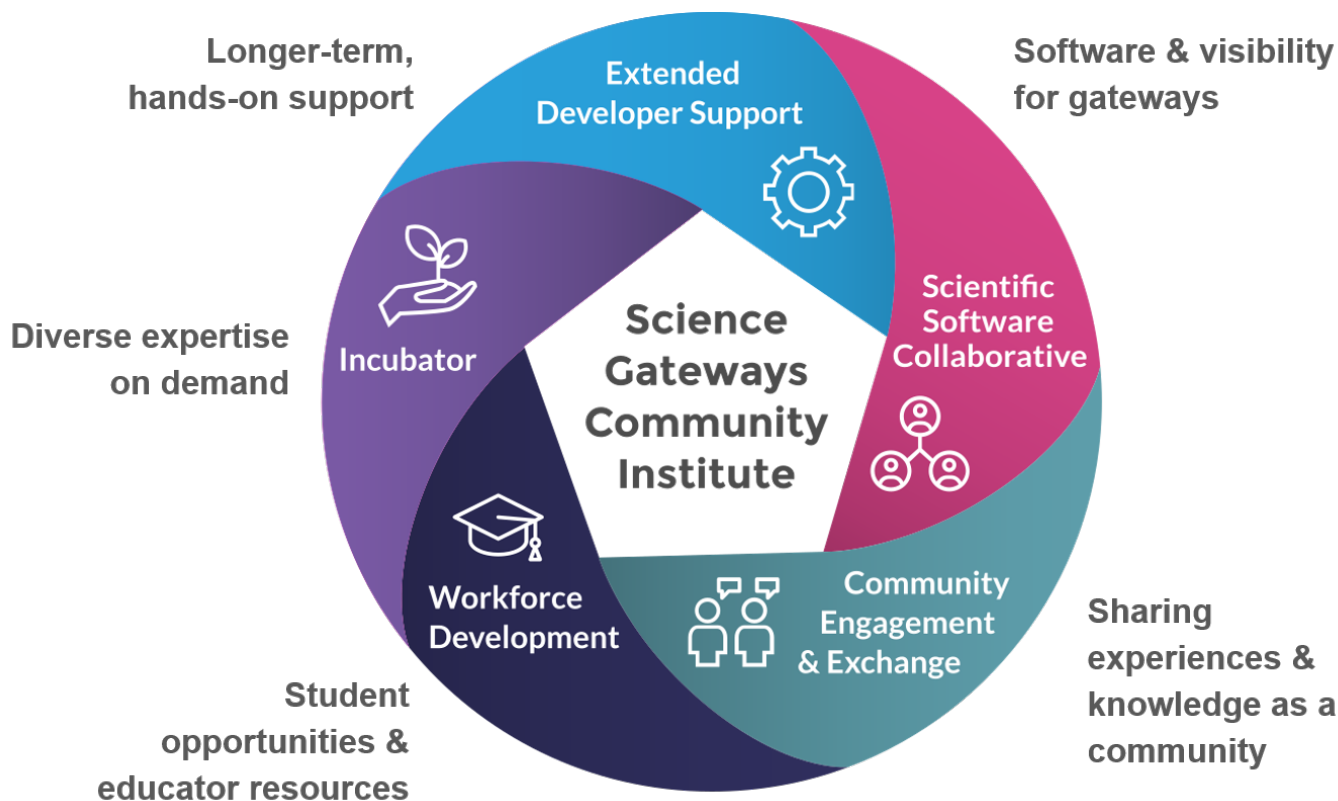 Longer-term,
hands-on support
Extended
Developer Support
Software & visibility
for gateways
Scientific
Software
Collaborative
Sharing
experiences &
knowledge as a
community
Community
Engagement
& Exchange
Student
opportunities &
educator resources
Workforce
Development
Diverse expertise
on demand
Incubator
Science
Gateways
Community
Institute